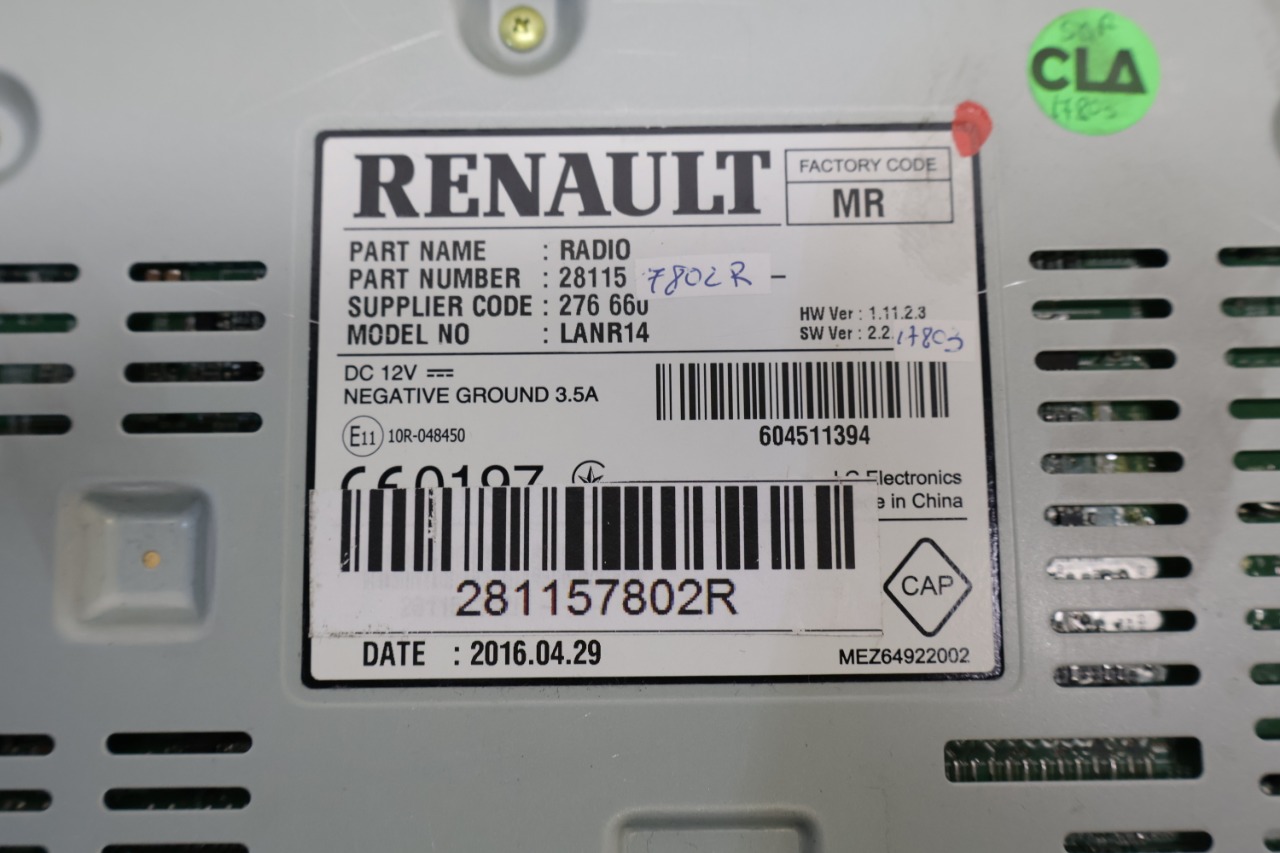 CLA
17803
RENAULT
FACTORY CODE
MR
PART NAME : RADIO
PART NUMBER : 28115 7802R -
SUPPLIER CODE : 276 660
MODEL NO : LANR14
HW Ver : 1.11.2.3
SW Ver : 2.2.17803
DC 12V
NEGATIVE GROUND 3.5A
604511394
E11 10R-048450
CE0197
LG Electronics
in China
281157802R
CAP
DATE : 2016.04.29
MEZ64922002